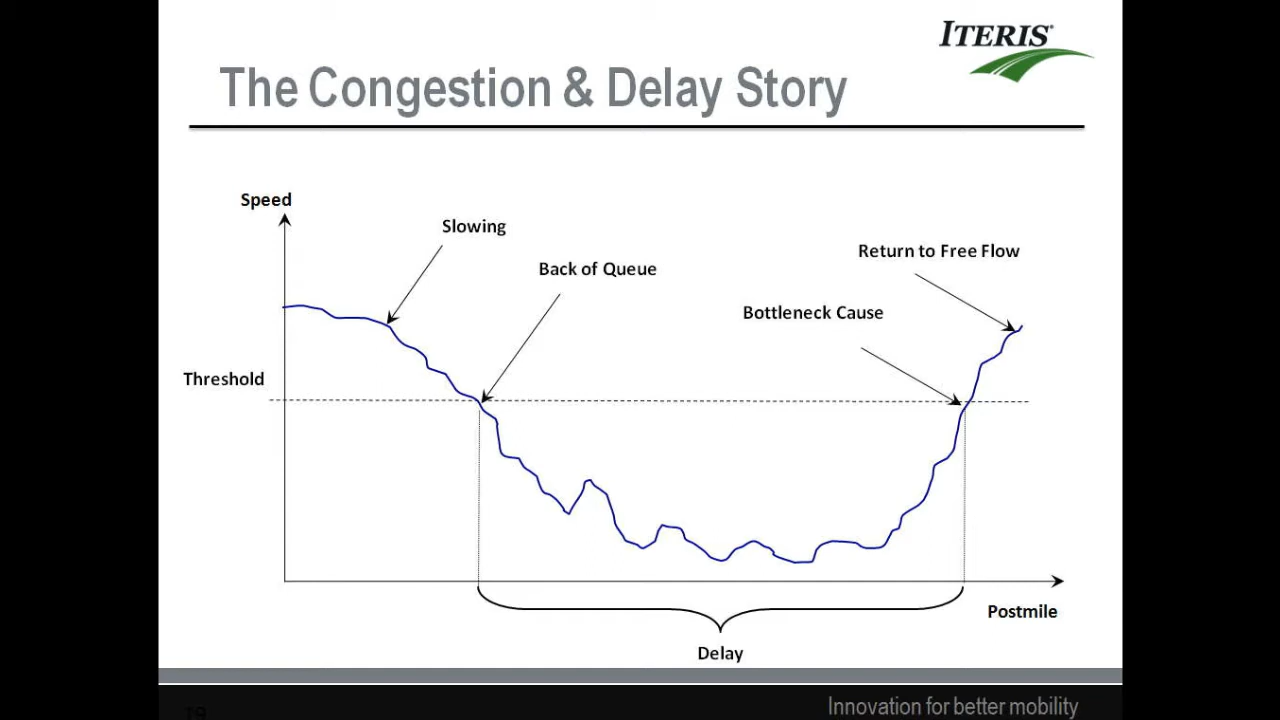 ITERIS®
The Congestion & Delay Story
Speed
Slowing
Back of Queue
Return to Free Flow
Bottleneck Cause
Threshold
Postmile
Delay
Innovation for better mobility